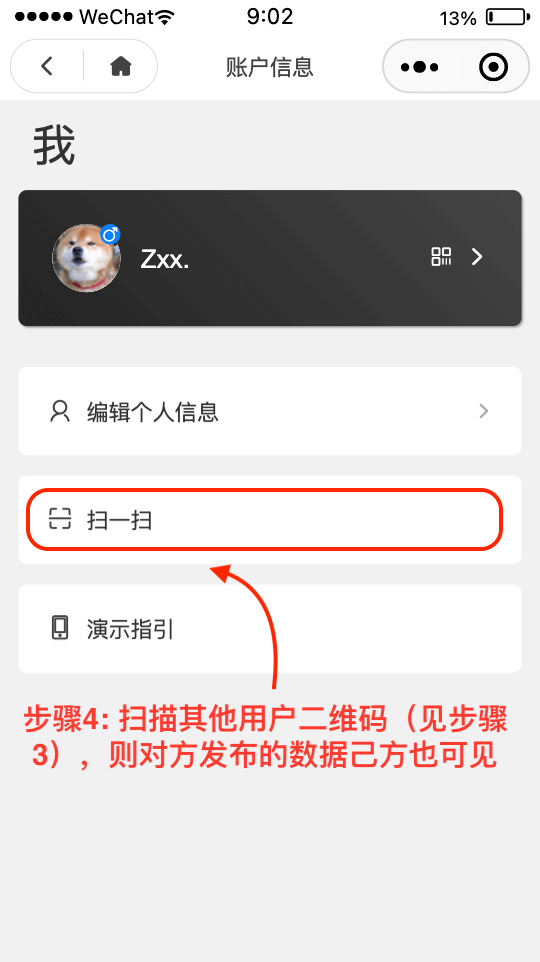 WeChat 9:02 13%
账户信息
我
Zxx.
编辑个人信息
扫一扫
演示指引
步骤4: 扫描其他用户二维码（见步骤
3），则对方发布的数据己方也可见